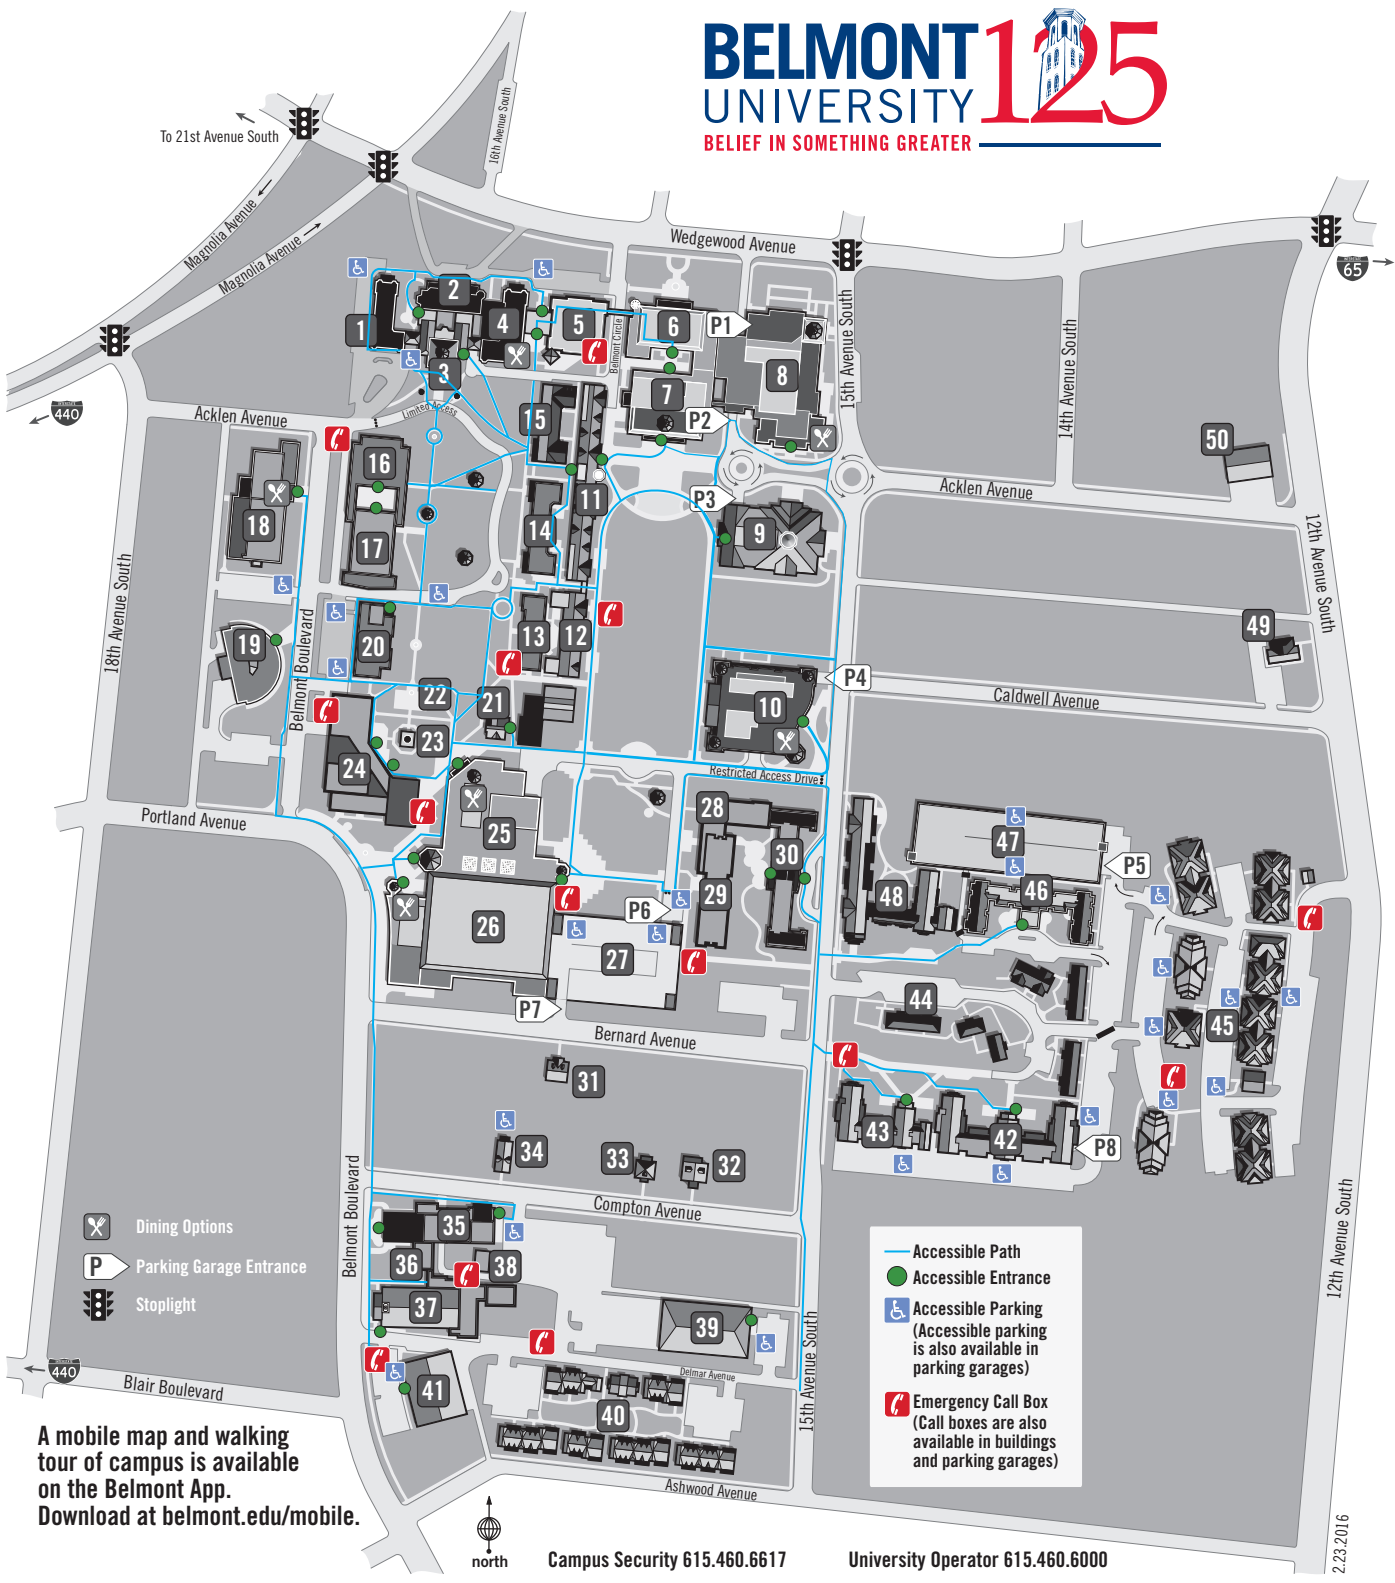 BELMONT
UNIVERSITY
125
BELIEF IN SOMETHING GREATER
To 21st Avenue South
16th Avenue South
Magnolia Avenue
Magnolia Avenue
Wedgewood Avenue
65
15th Avenue South
14th Avenue South
440
Acklen Avenue
Limited Access
Belmont Circle
1
2
3
4
5
6
7
8
P1
P2
P3
50
Acklen Avenue
15
16
11
14
9
18
17
12th Avenue South
18th Avenue South
19
20
13
12
49
Belmont Boulevard
22
21
10
P4
Caldwell Avenue
23
24
Restricted Access Drive
Portland Avenue
25
28
30
47
P5
29
48
46
26
P6
27
P7
44
45
Bernard Avenue
31
43
42
P8
34
33
32
Compton Avenue
Belmont Boulevard
35
36
38
37
39
12th Avenue South
15th Avenue South
Delmar Avenue
41
40
440
Blair Boulevard
Ashwood Avenue
Dining Options
P
Parking Garage Entrance
Stoplight
Accessible Path
Accessible Entrance
Accessible Parking
(Accessible parking
is also available in
parking garages)
Emergency Call Box
(Call boxes are also
available in buildings
and parking garages)
A mobile map and walking
tour of campus is available
on the Belmont App.
Download at belmont.edu/mobile.
north
Campus Security 615.460.6617
University Operator 615.460.6000
2.23.2016